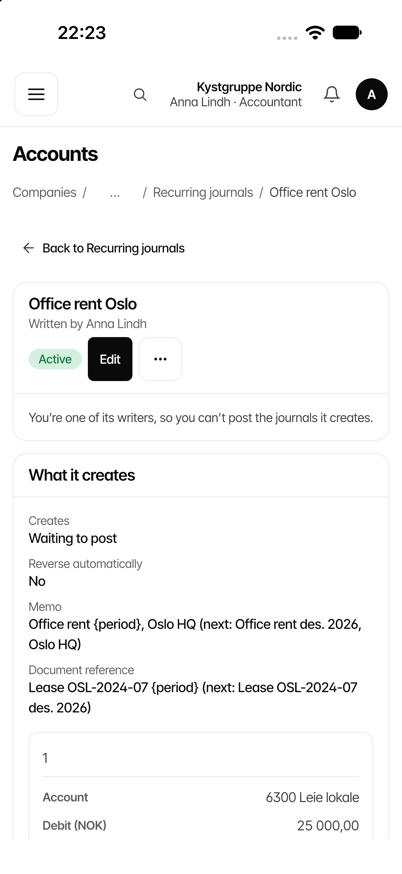 22:23
Kystgruppe Nordic
Anna Lindh · Accountant
A
Accounts
Companies / ... / Recurring journals / Office rent Oslo
← Back to Recurring journals
Office rent Oslo
Written by Anna Lindh
Active Edit ...
You’re one of its writers, so you can’t post the journals it creates.
What it creates
Creates
Waiting to post
Reverse automatically
No
Memo
Office rent {period}, Oslo HQ (next: Office rent des. 2026,
Oslo HQ)
Document reference
Lease OSL-2024-07 {period} (next: Lease OSL-2024-07
des. 2026)
1
Account 6300 Leie lokale
Debit (NOK) 25 000,00